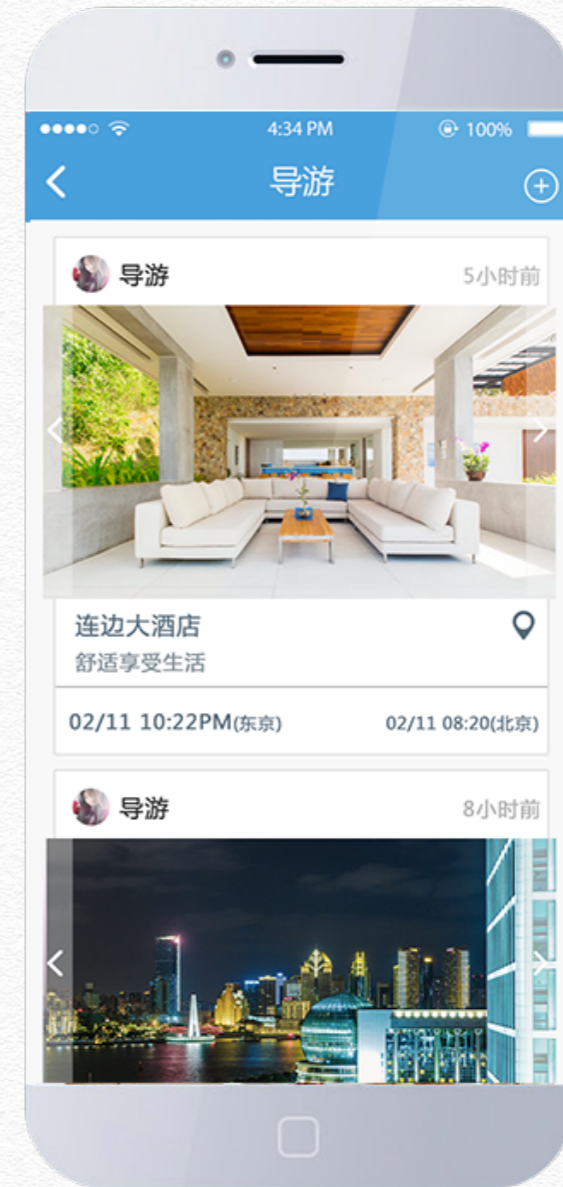 4:34 PM 100%
导游
导游 5小时前
连边大酒店
舒适享受生活
02/11 10:22PM(东京) 02/11 08:20(北京)
导游 8小时前